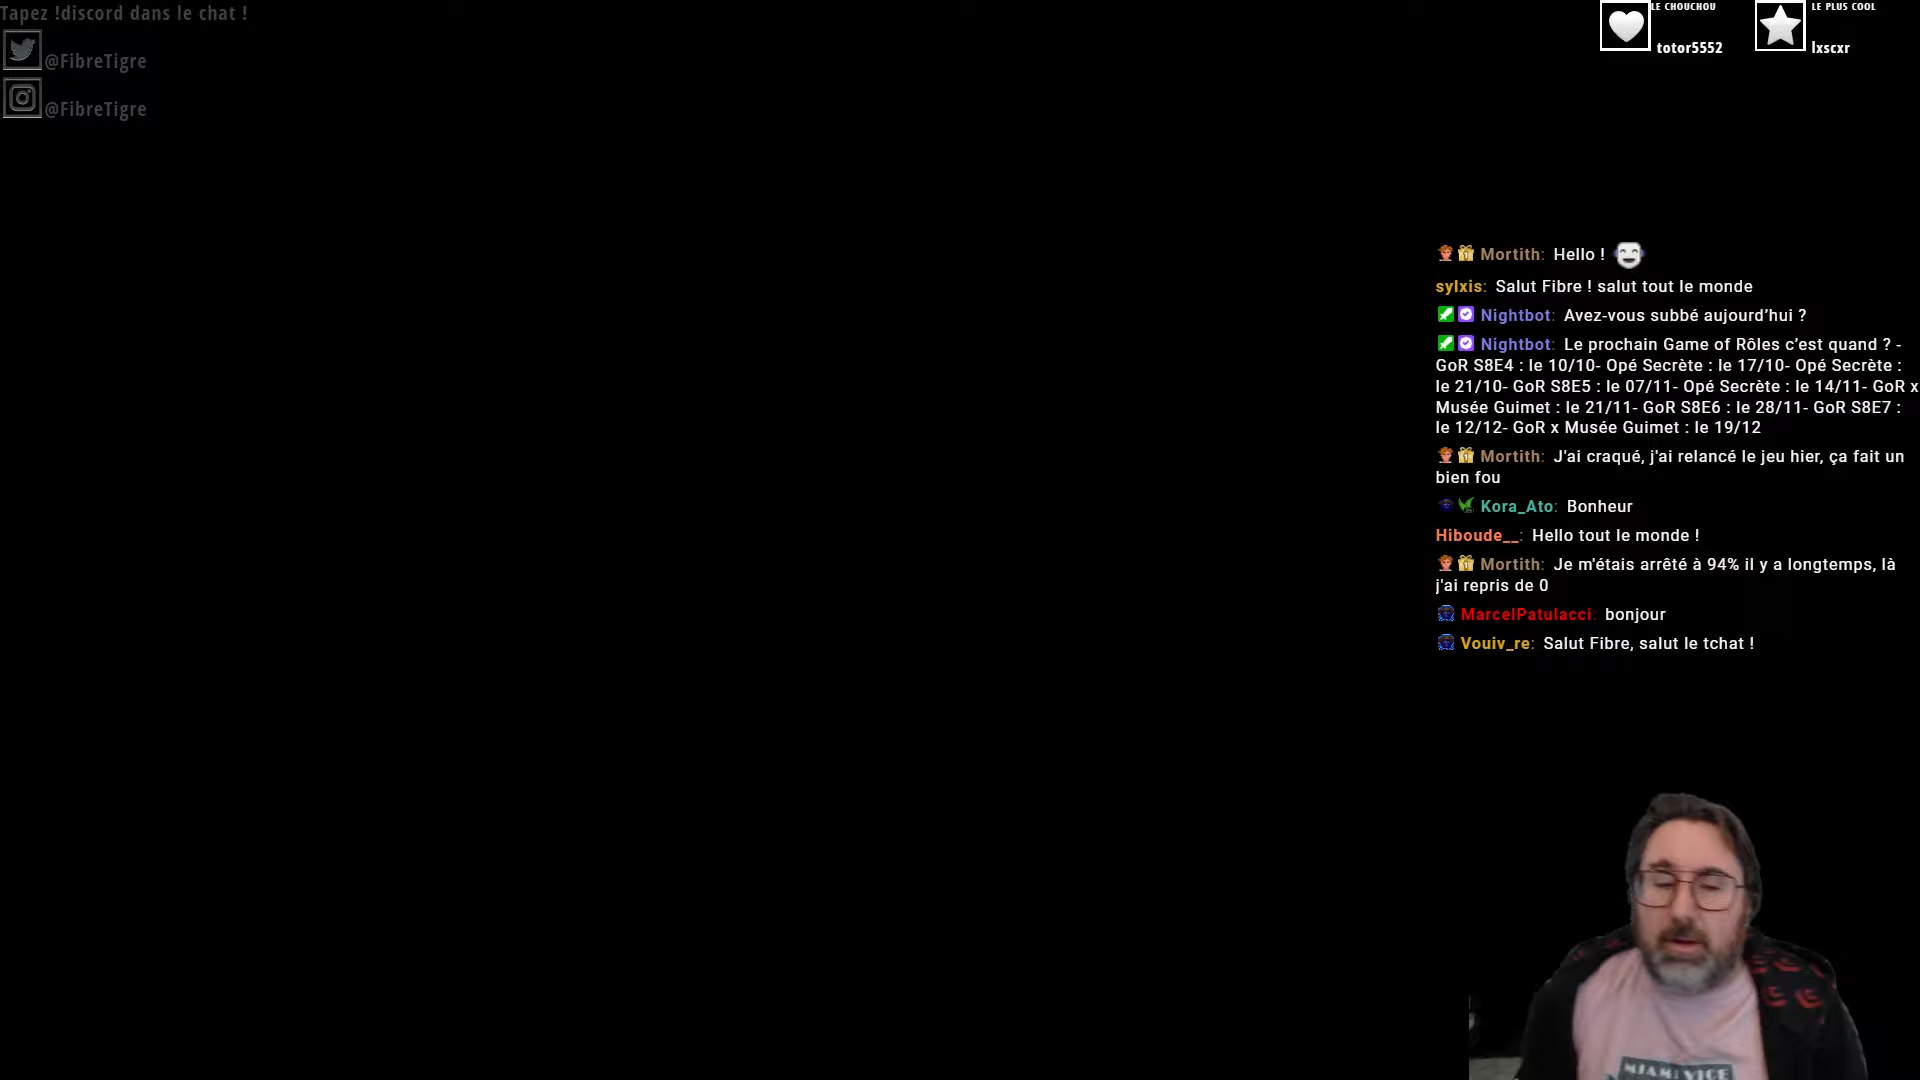 Tapez !discord dans le chat !
@FibreTigre
@FibreTigre
LE CHOUCHOU
totor5552
LE PLUS COOL
lxscxr
Mortith: Hello !
sylxis: Salut Fibre ! salut tout le monde
Nightbot: Avez-vous subbé aujourd’hui ?
Nightbot: Le prochain Game of Rôles c’est quand ? -
GoR S8E4 : le 10/10- Opé Secrète : le 17/10- Opé Secrète :
le 21/10- GoR S8E5 : le 07/11- Opé Secrète : le 14/11- GoR x
Musée Guimet : le 21/11- GoR S8E6 : le 28/11- GoR S8E7 :
le 12/12- GoR x Musée Guimet : le 19/12
Mortith: J'ai craqué, j'ai relancé le jeu hier, ça fait un
bien fou
Kora_Ato: Bonheur
Hiboude__: Hello tout le monde !
Mortith: Je m'étais arrêté à 94% il y a longtemps, là
j'ai repris de 0
MarcelPatulacci: bonjour
Vouiv_re: Salut Fibre, salut le tchat !
MIAMI VICE